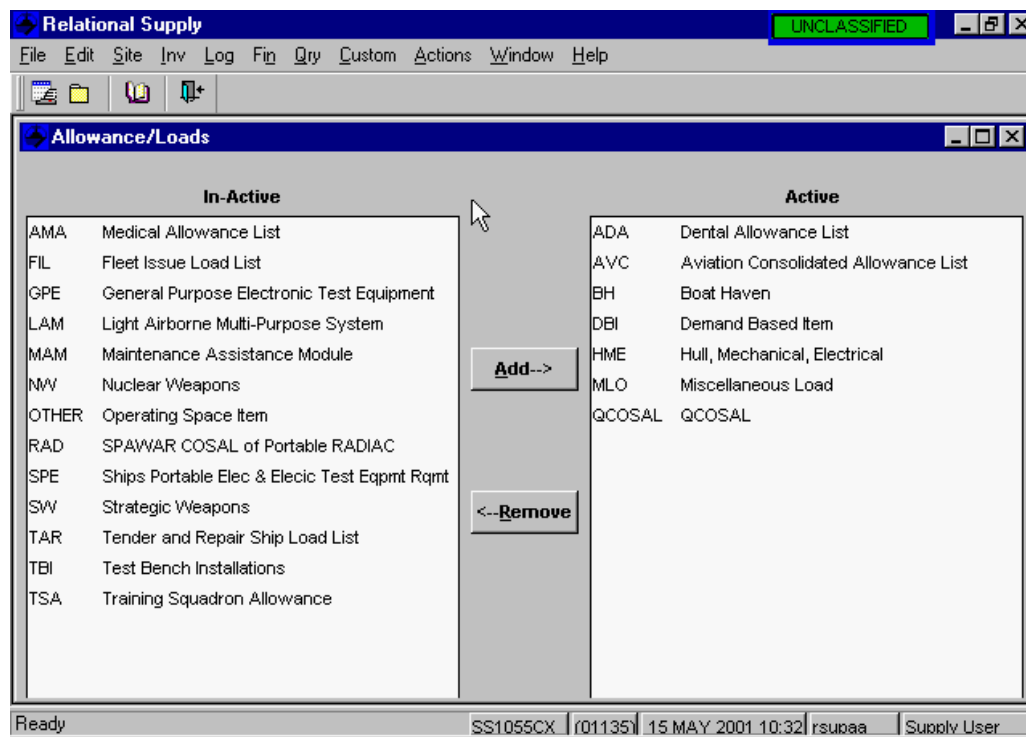 Relational Supply UNCLASSIFIED
File Edit Site Inv Log Fin Qry Custom Actions Window Help
Allowance/Loads
In-Active Active
AMA Medical Allowance List ADA Dental Allowance List
FIL Fleet Issue Load List AVC Aviation Consolidated Allowance List
GPE General Purpose Electronic Test Equipment BH Boat Haven
LAM Light Airborne Multi-Purpose System DBI Demand Based Item
MAM Maintenance Assistance Module HME Hull, Mechanical, Electrical
Add-->
NW Nuclear Weapons MLO Miscellaneous Load
OTHER Operating Space Item QCOSAL QCOSAL
RAD SPAWAR COSAL of Portable RADIAC
SPE Ships Portable Elec & Elecic Test Eqpmt Rqmt
SW Strategic Weapons
<--Remove
TAR Tender and Repair Ship Load List
TBI Test Bench Installations
TSA Training Squadron Allowance
Ready SS1055CX (01135) 15 MAY 2001 10:32 rsupaa Supply User